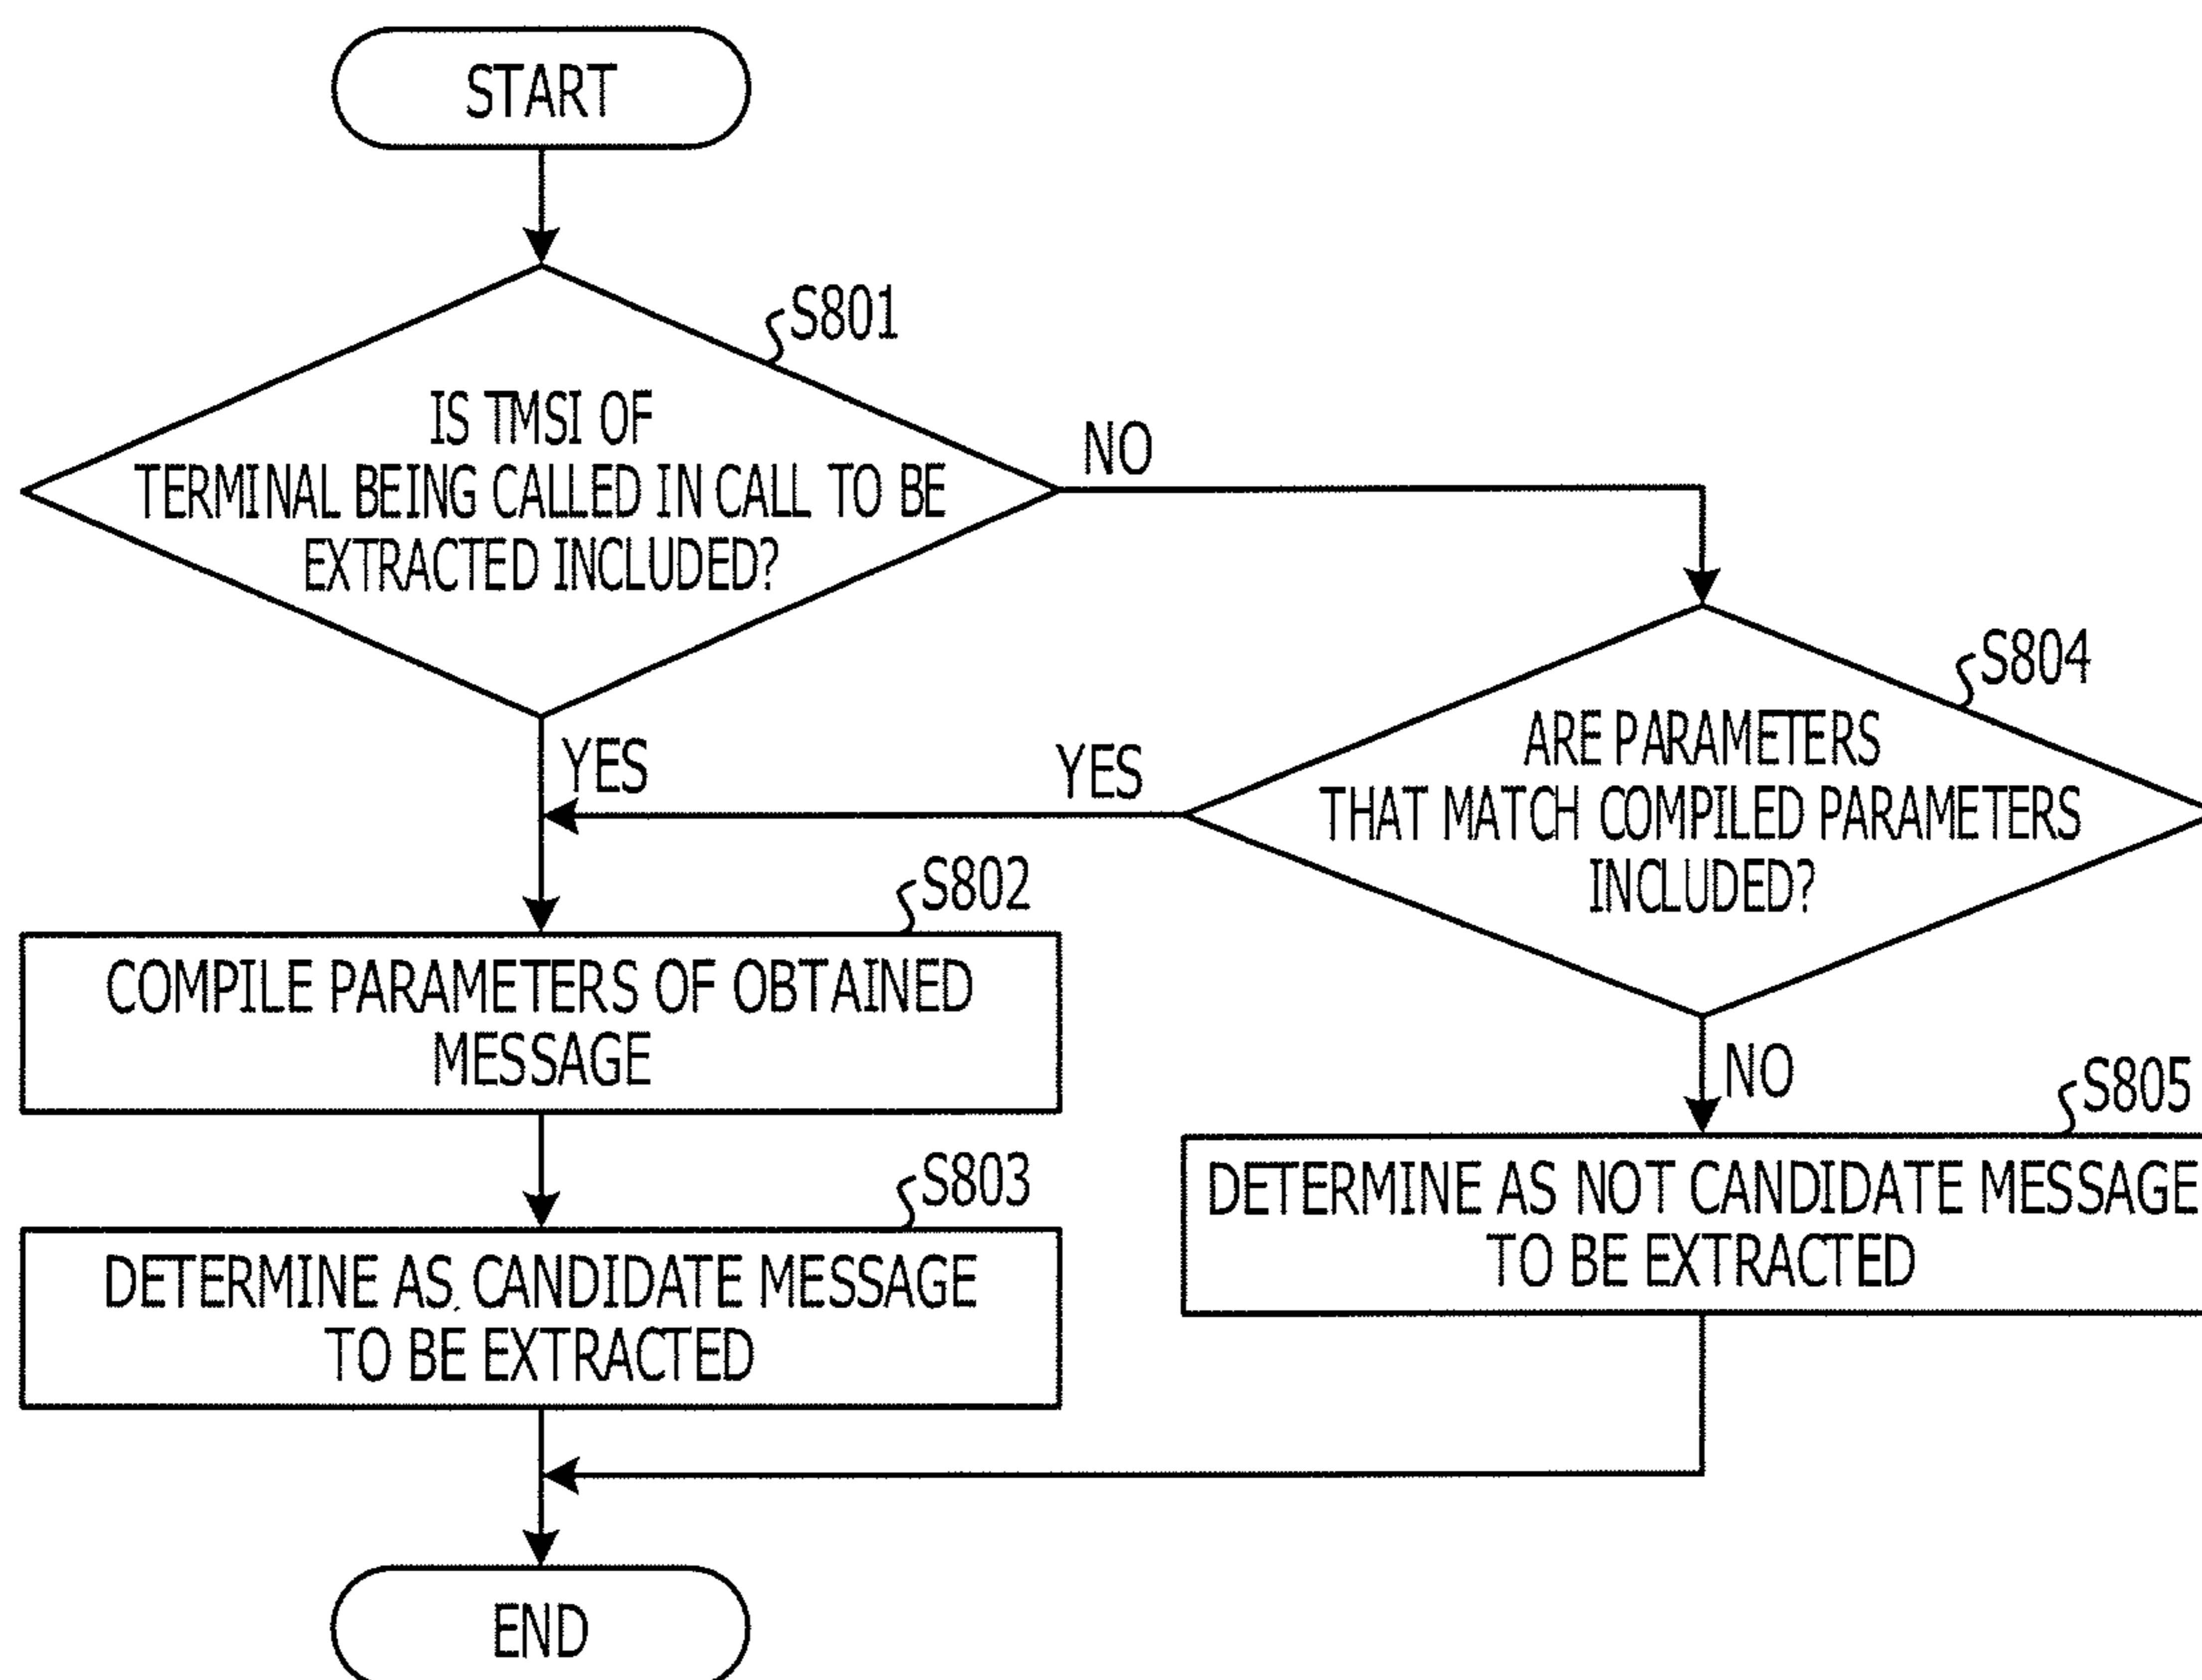 START
S801
IS TMSI OF
TERMINAL BEING CALLED IN CALL TO BE
EXTRACTED INCLUDED?
NO
S804
ARE PARAMETERS
THAT MATCH COMPILED PARAMETERS
INCLUDED?
YES
YES
S802
COMPILE PARAMETERS OF OBTAINED
MESSAGE
NO
S805
DETERMINE AS NOT CANDIDATE MESSAGE
TO BE EXTRACTED
S803
DETERMINE AS CANDIDATE MESSAGE
TO BE EXTRACTED
END